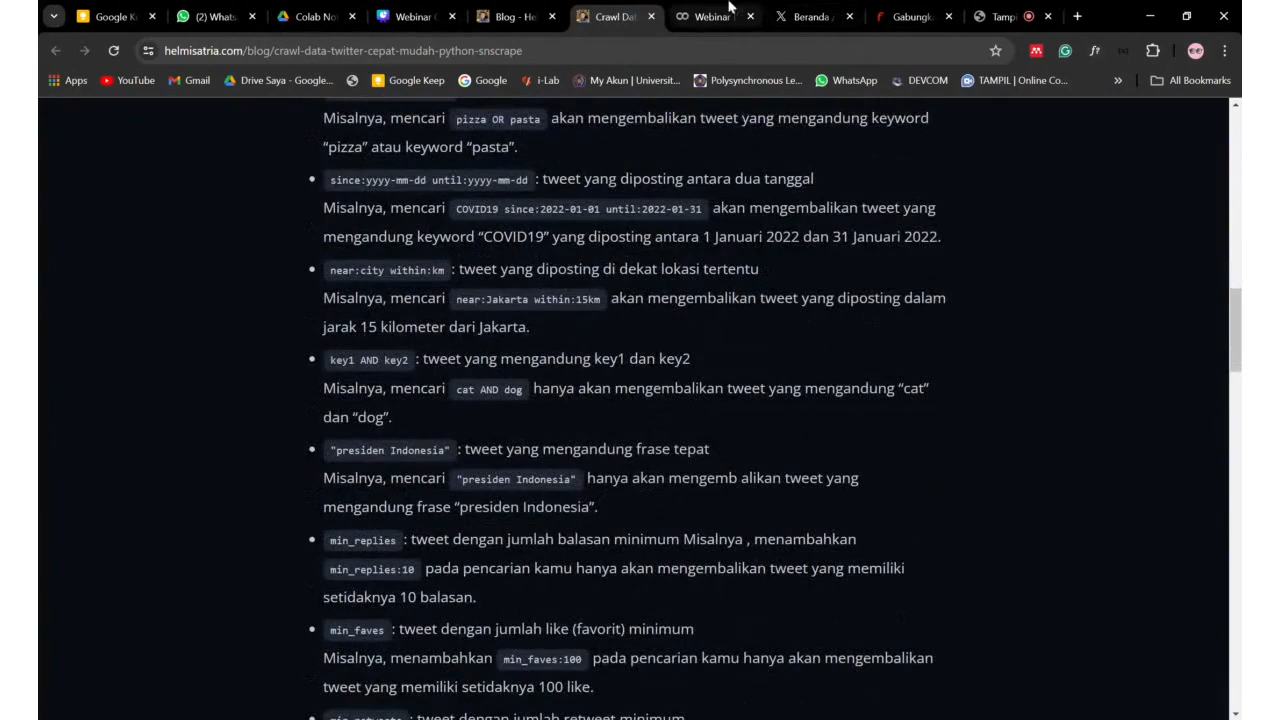 Google K
(2) Whats
Colab No
Webinar
Blog - He
Crawl Dat
Webinar
Beranda
Gabungk
Tampi
helmisatria.com/blog/crawl-data-twitter-cepat-mudah-python-snscrape
Apps
YouTube
Gmail
Drive Saya - Google...
Google Keep
Google
i-Lab
My Akun | Universit...
Polysynchronous Le...
WhatsApp
DEVCOM
TAMPIL | Online Co...
»
All Bookmarks
Misalnya, mencari pizza OR pasta akan mengembalikan tweet yang mengandung keyword
“pizza” atau keyword “pasta”.
• since:yyyy-mm-dd until:yyyy-mm-dd : tweet yang diposting antara dua tanggal
Misalnya, mencari COVID19 since:2022-01-01 until:2022-01-31 akan mengembalikan tweet yang
mengandung keyword “COVID19” yang diposting antara 1 Januari 2022 dan 31 Januari 2022.
• near:city within:km : tweet yang diposting di dekat lokasi tertentu
Misalnya, mencari near:Jakarta within:15km akan mengembalikan tweet yang diposting dalam
jarak 15 kilometer dari Jakarta.
• key1 AND key2 : tweet yang mengandung key1 dan key2
Misalnya, mencari cat AND dog hanya akan mengembalikan tweet yang mengandung “cat”
dan “dog”.
• "presiden Indonesia" : tweet yang mengandung frase tepat
Misalnya, mencari "presiden Indonesia" hanya akan mengemb alikan tweet yang
mengandung frase “presiden Indonesia”.
• min_replies : tweet dengan jumlah balasan minimum Misalnya , menambahkan
min_replies:10 pada pencarian kamu hanya akan mengembalikan tweet yang memiliki
setidaknya 10 balasan.
• min_faves : tweet dengan jumlah like (favorit) minimum
Misalnya, menambahkan min_faves:100 pada pencarian kamu hanya akan mengembalikan
tweet yang memiliki setidaknya 100 like.
• min_retweets : tweet dengan jumlah retweet minimum